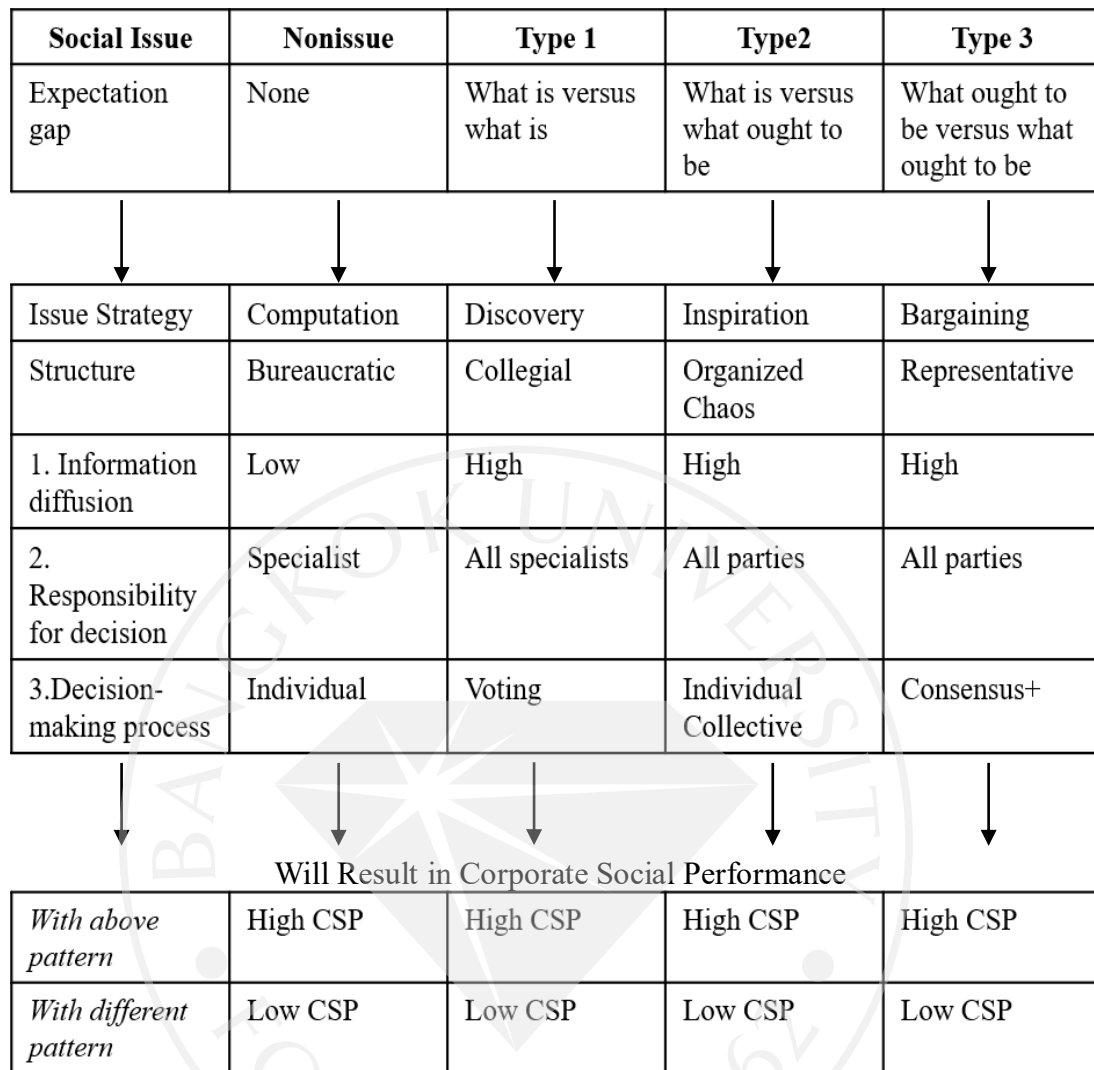 Social Issue Nonissue Type 1 Type2 Type 3
Expectation gap None What is versus what is What is versus what ought to be What ought to be versus what ought to be
Issue Strategy Computation Discovery Inspiration Bargaining
Structure Bureaucratic Collegial Organized Chaos Representative
1. Information diffusion Low High High High
2. Responsibility for decision Specialist All specialists All parties All parties
3.Decision-making process Individual Voting Individual Collective Consensus+
Will Result in Corporate Social Performance
With above pattern High CSP High CSP High CSP High CSP
With different pattern Low CSP Low CSP Low CSP Low CSP
BANGKOK UNIVERSITY